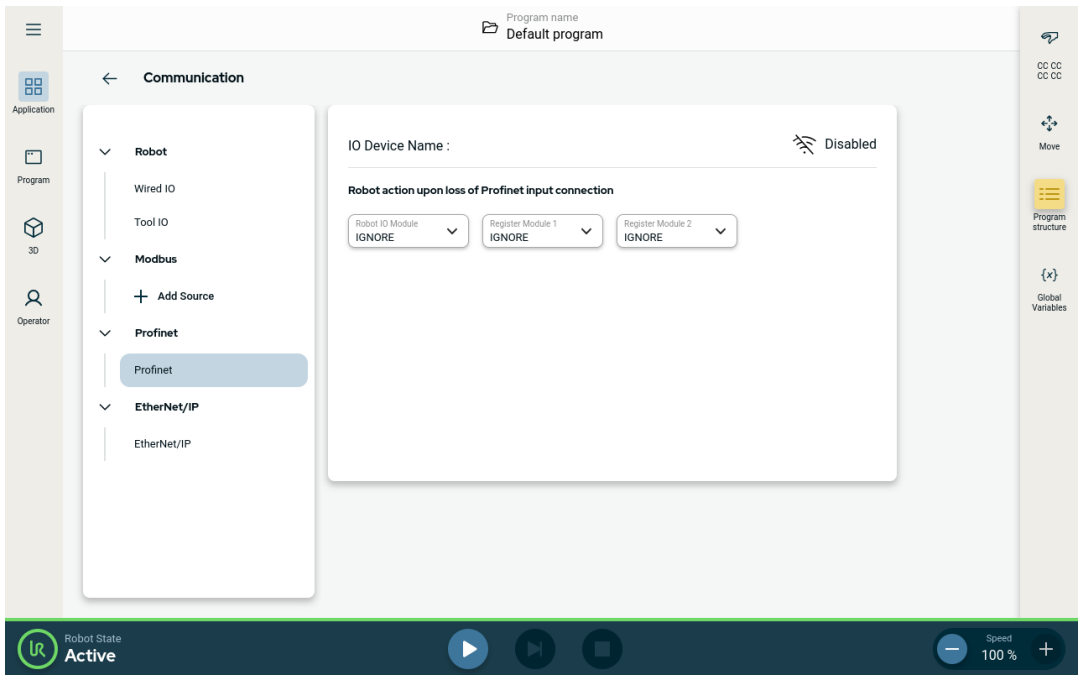 Program name
Default program
Application
Program
3D
Operator
Communication
Robot
Wired IO
Tool IO
Modbus
Add Source
Profinet
Profinet
EtherNet/IP
EtherNet/IP
IO Device Name :
Disabled
Robot action upon loss of Profinet input connection
Robot IO Module
IGNORE
Register Module 1
IGNORE
Register Module 2
IGNORE
CC CC
CC CC
Move
Program
structure
{x}
Global
Variables
UR
Robot State
Active
Speed
100 %